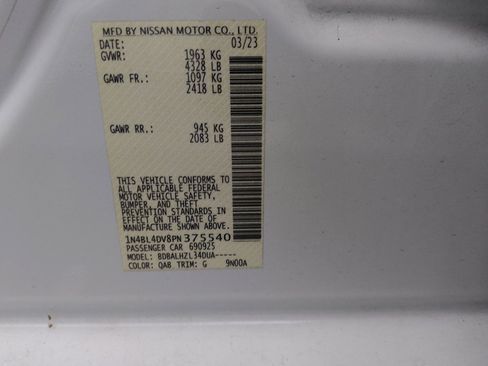 MFD BY NISSAN MOTOR CO., LTD.
DATE: 03/23
GVWR: 1963 KG
4328 LB
GAWR FR.: 1097 KG
2418 LB
GAWR RR.: 945 KG
2083 LB
THIS VEHICLE CONFORMS TO
ALL APPLICABLE FEDERAL
MOTOR VEHICLE SAFETY,
BUMPER, AND THEFT
PREVENTION STANDARDS IN
EFFECT ON THE DATE OF
MANUFACTURE SHOWN ABOVE.
1N4BL4DV8PN375540
PASSENGER CAR 690925
MODEL: BDBALHZL34DUA-----
COLOR: QAB TRIM: G 9N00A